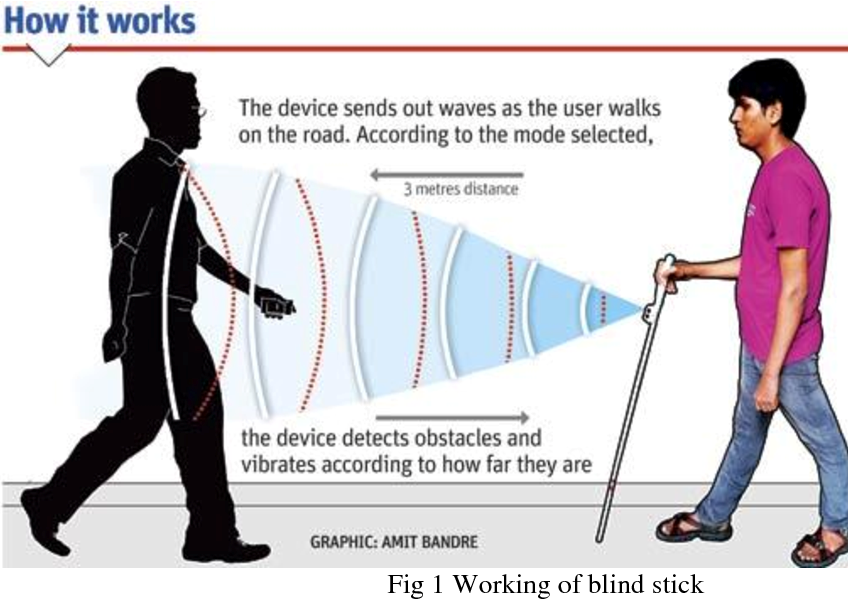 How it works
The device sends out waves as the user walks
on the road. According to the mode selected,
3 metres distance
the device detects obstacles and
vibrates according to how far they are
GRAPHIC: AMIT BANDRE
Fig 1 Working of blind stick